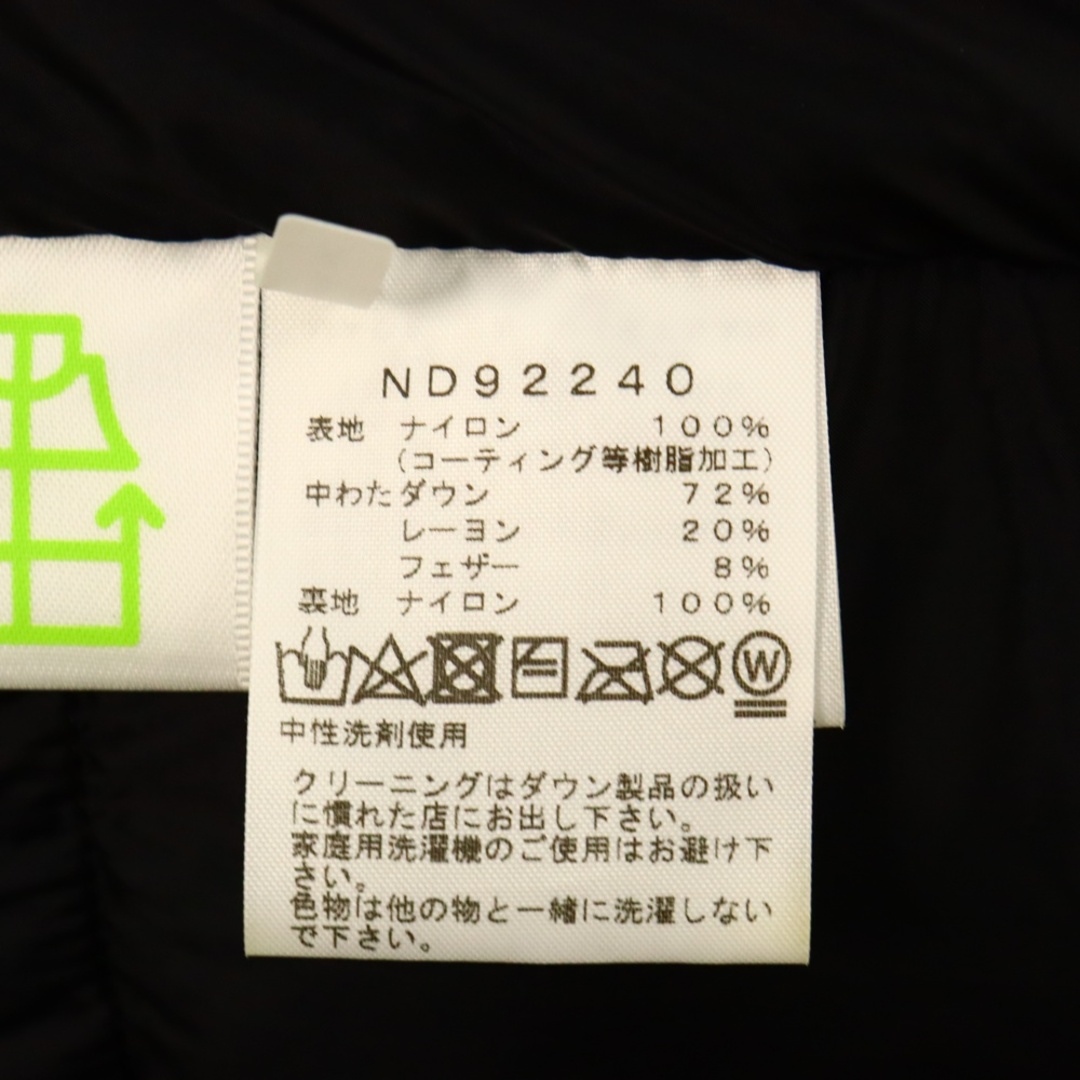 ND92240
表地 ナイロン 100%
(コーティング等樹脂加工)
中わたダウン 72%
レーヨン 20%
フェザー 8%
裏地 ナイロン 100%
W
中性洗剤使用
クリーニングはダウン製品の扱い
に慣れた店にお出し下さい。
家庭用洗濯機のご使用はお避け下
さい。
色物は他の物と一緒に洗濯しない
で下さい。